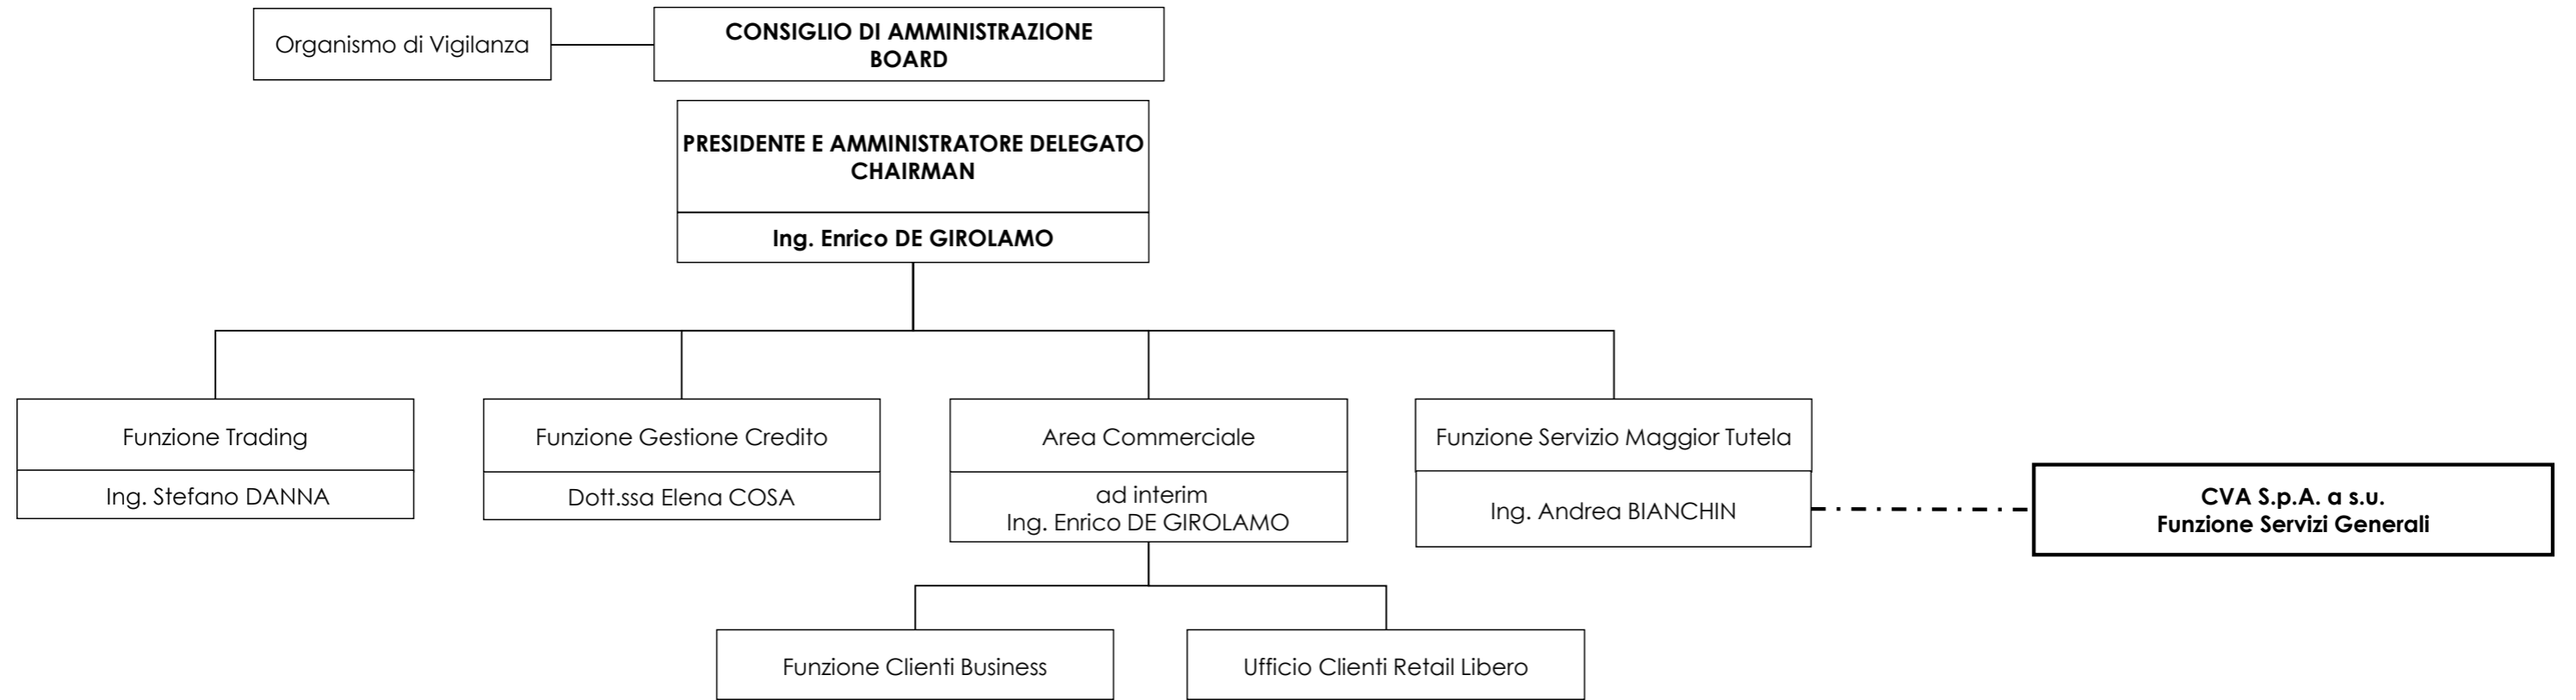 Organismo di Vigilanza
CONSIGLIO DI AMMINISTRAZIONE
BOARD
PRESIDENTE E AMMINISTRATORE DELEGATO
CHAIRMAN
Ing. Enrico DE GIROLAMO
Funzione Trading
Ing. Stefano DANNA
Funzione Gestione Credito
Dott.ssa Elena COSA
Area Commerciale
ad interim
Ing. Enrico DE GIROLAMO
Funzione Servizio Maggior Tutela
Ing. Andrea BIANCHIN
CVA S.p.A. a s.u.
Funzione Servizi Generali
Funzione Clienti Business
Ufficio Clienti Retail Libero